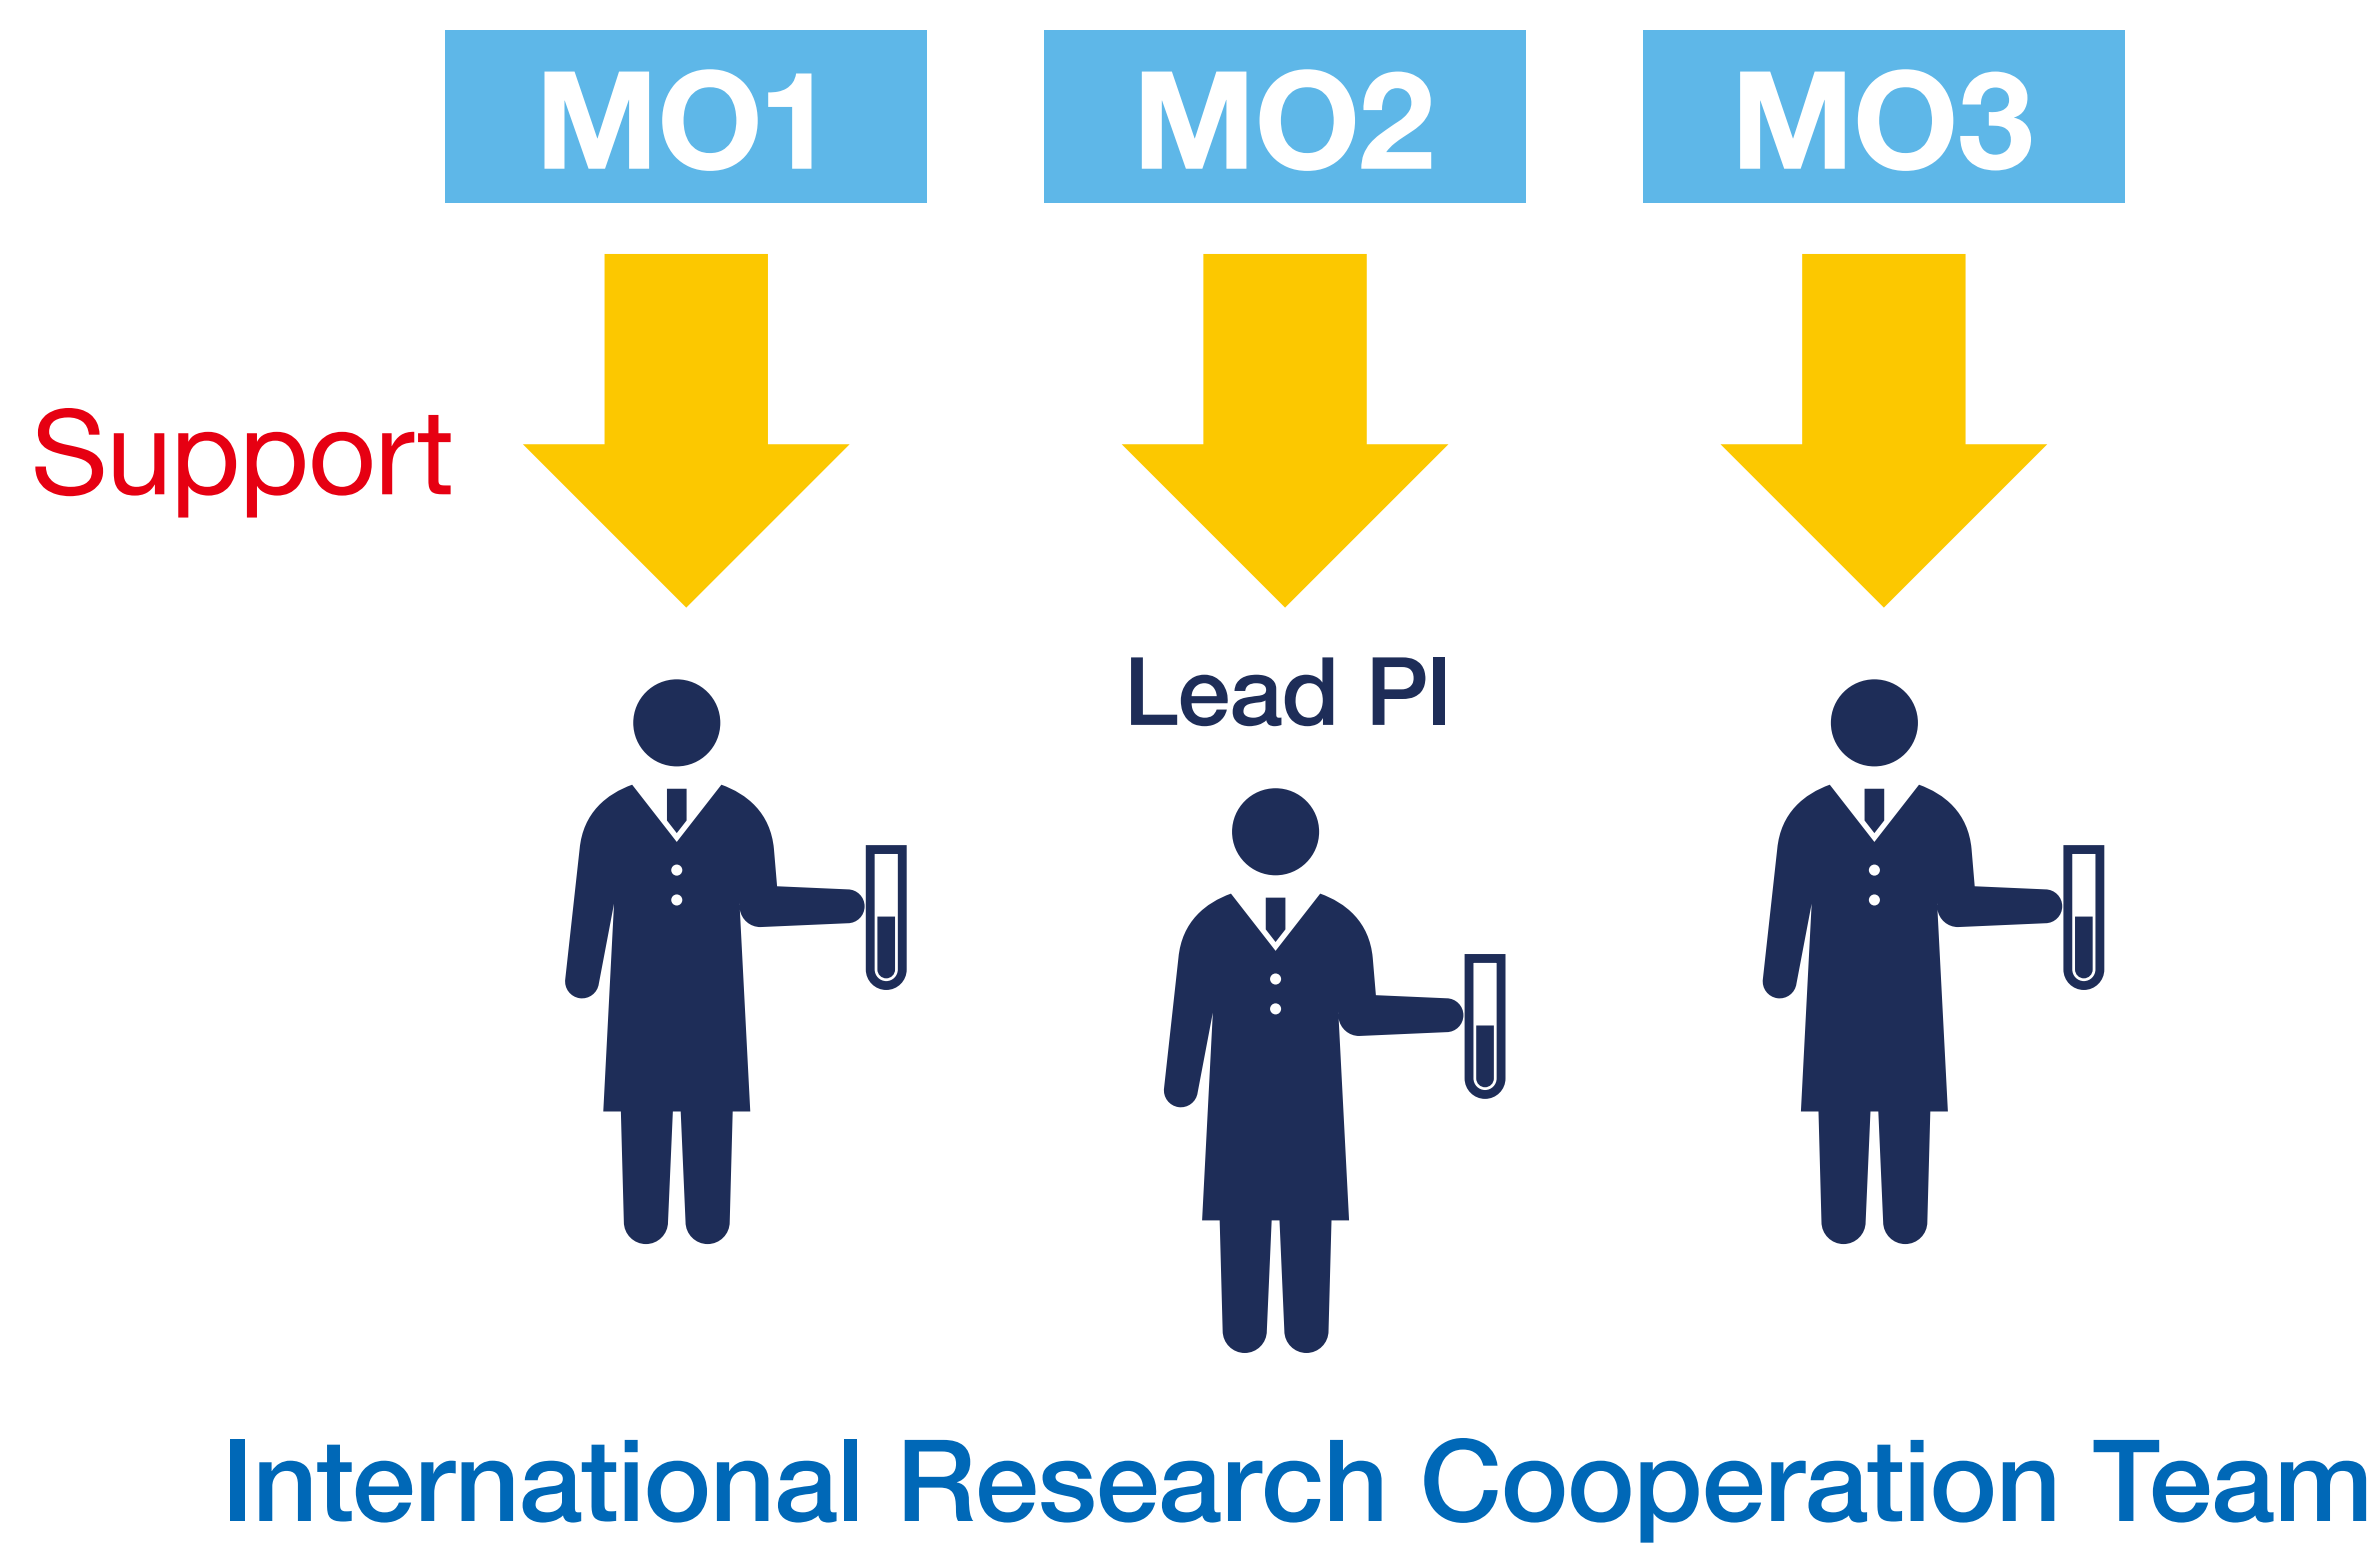 MO1 MO2 MO3
Support
Lead PI
International Research Cooperation Team